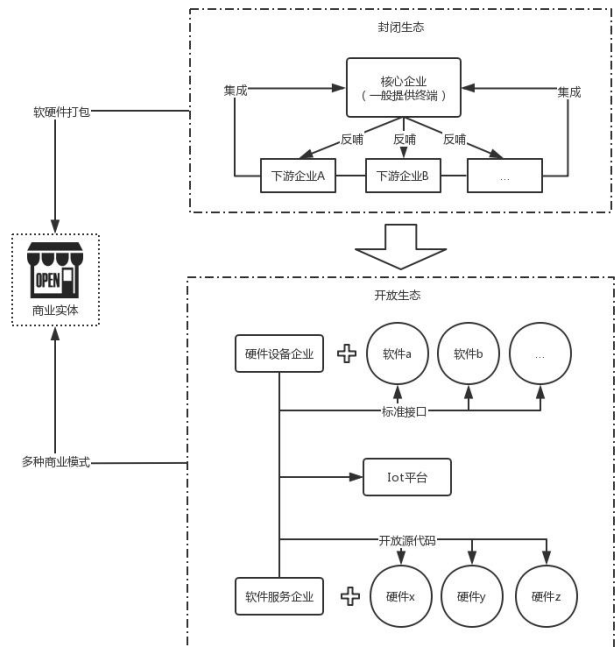 封闭生态
核心企业
（一般提供终端）
集成
集成
软硬件打包
反哺
反哺
反哺
下游企业A
下游企业B
...
OPEN
商业实体
开放生态
硬件设备企业
软件a
软件b
...
标准接口
多种商业模式
Iot平台
开放源代码
软件服务企业
硬件x
硬件y
硬件z